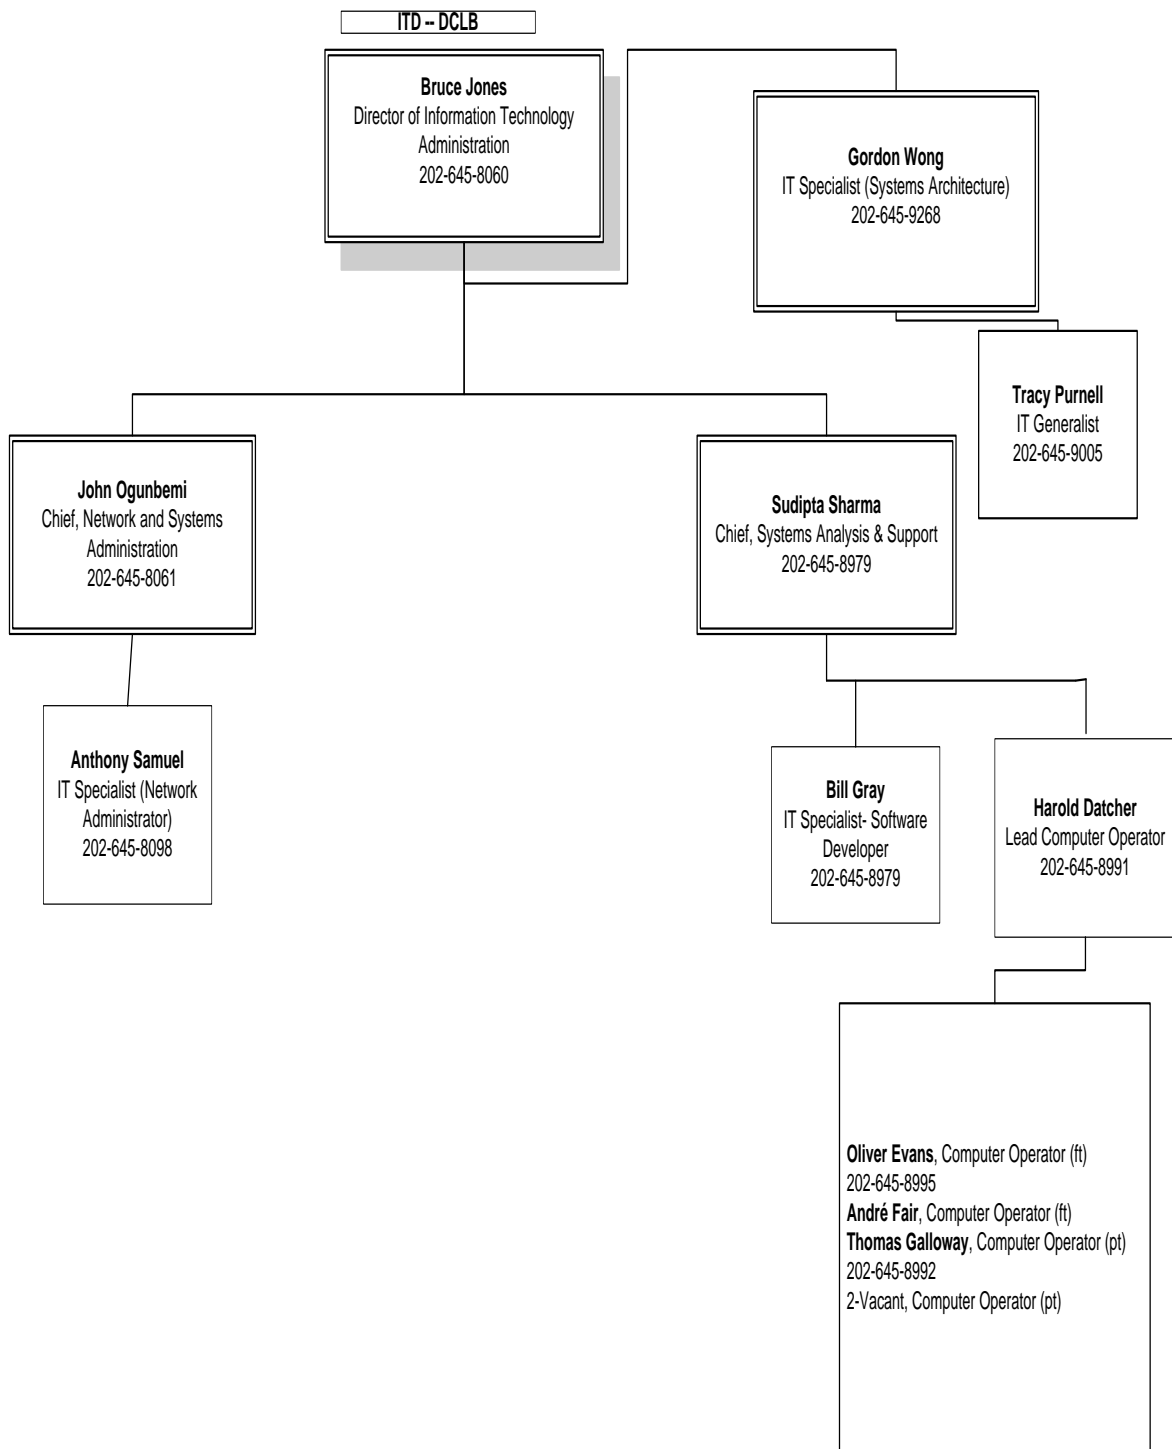 ITD -- DCLB
Bruce Jones
Director of Information Technology
Administration
202-645-8060
Gordon Wong
IT Specialist (Systems Architecture)
202-645-9268
Tracy Purnell
IT Generalist
202-645-9005
John Ogunbemi
Chief, Network and Systems
Administration
202-645-8061
Sudipta Sharma
Chief, Systems Analysis & Support
202-645-8979
Anthony Samuel
IT Specialist (Network
Administrator)
202-645-8098
Bill Gray
IT Specialist- Software
Developer
202-645-8979
Harold Datcher
Lead Computer Operator
202-645-8991
Oliver Evans, Computer Operator (ft)
202-645-8995
André Fair, Computer Operator (ft)
Thomas Galloway, Computer Operator (pt)
202-645-8992
2-Vacant, Computer Operator (pt)